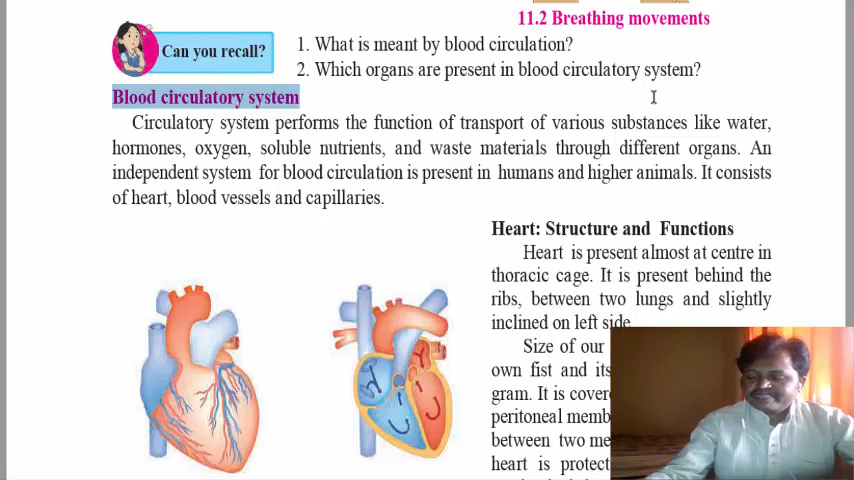 11.2 Breathing movements
Can you recall?
1. What is meant by blood circulation?
2. Which organs are present in blood circulatory system?
Blood circulatory system
Circulatory system performs the function of transport of various substances like water,
hormones, oxygen, soluble nutrients, and waste materials through different organs. An
independent system for blood circulation is present in humans and higher animals. It consists
of heart, blood vessels and capillaries.
Heart: Structure and Functions
Heart is present almost at centre in
thoracic cage. It is present behind the
ribs, between two lungs and slightly
inclined on left side.
Size of our
own fist and its
gram. It is
peritoneal
between two
heart is